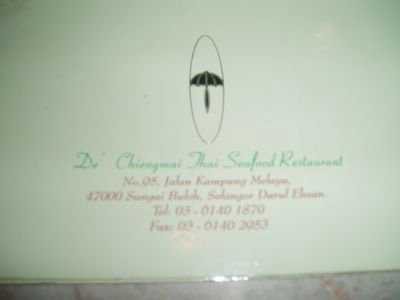 De' Chiengmai Thai Seafood Restaurant
No.95, Jalan Kampung Melayu,
47000 Sungai Buloh, Selangor Darul Ehsan.
Tel: 03 - 6140 1870
Fax: 03 - 6140 2953